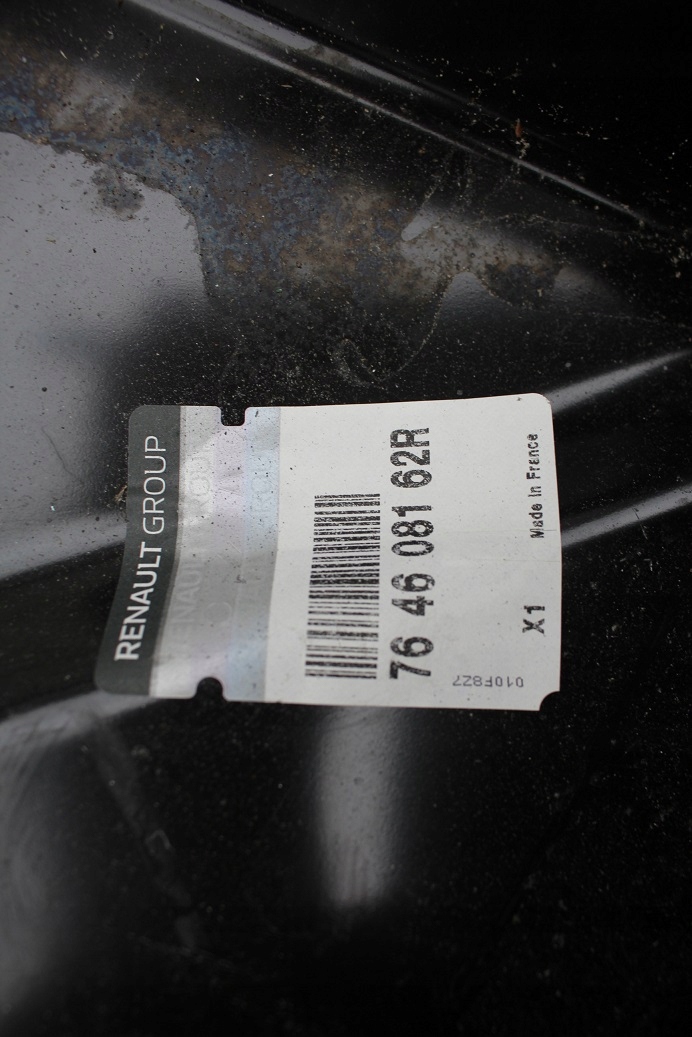 RENAULT GROUP
76 46 081 62R
Made In France
X1
010F8Z7